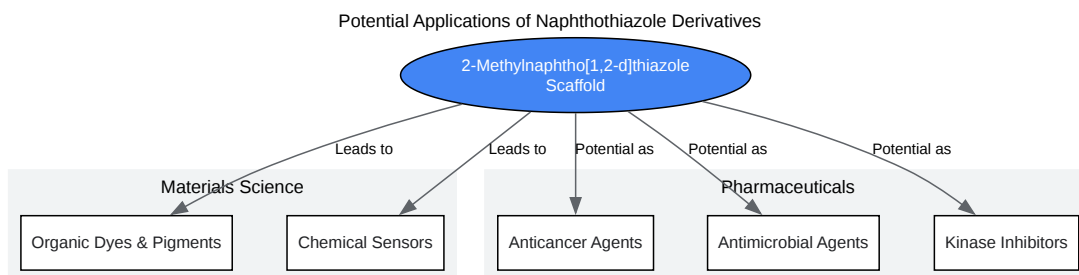 Potential Applications of Naphthothiazole Derivatives
2-Methylnaphtho[1,2-d]thiazole
Scaffold
Leads to
Leads to
Potential as
Potential as
Potential as
Materials Science
Pharmaceuticals
Organic Dyes & Pigments
Chemical Sensors
Anticancer Agents
Antimicrobial Agents
Kinase Inhibitors